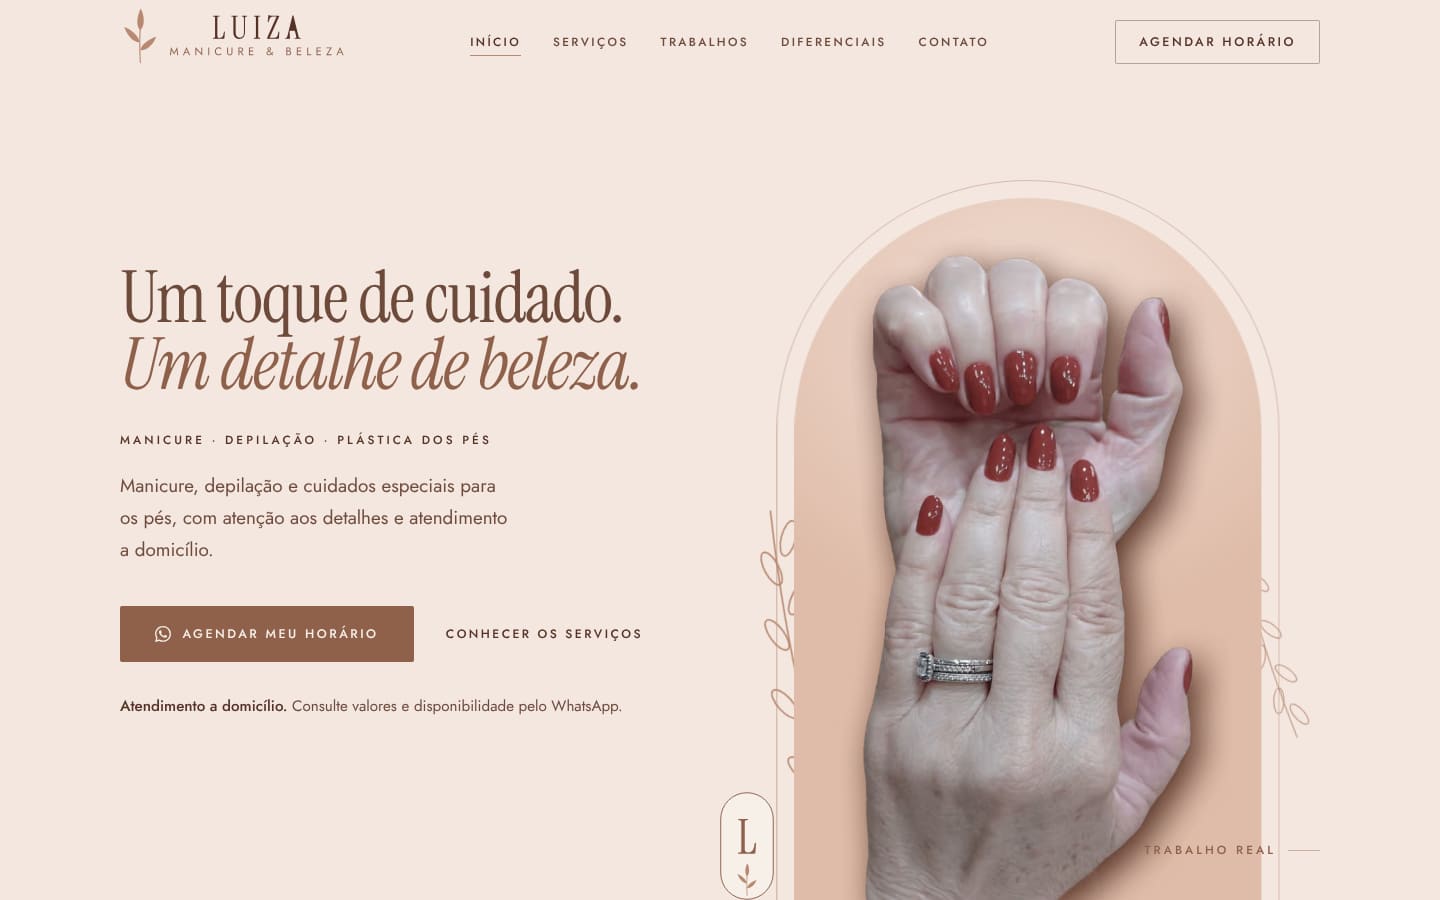 LUIZA
MANICURE & BELEZA
INÍCIO
SERVIÇOS
TRABALHOS
DIFERENCIAIS
CONTATO
AGENDAR HORÁRIO
Um toque de cuidado.
Um detalhe de beleza.
MANICURE · DEPILAÇÃO · PLÁSTICA DOS PÉS
Manicure, depilação e cuidados especiais para
os pés, com atenção aos detalhes e atendimento
a domicílio.
AGENDAR MEU HORÁRIO
CONHECER OS SERVIÇOS
Atendimento a domicílio. Consulte valores e disponibilidade pelo WhatsApp.
L
TRABALHO REAL